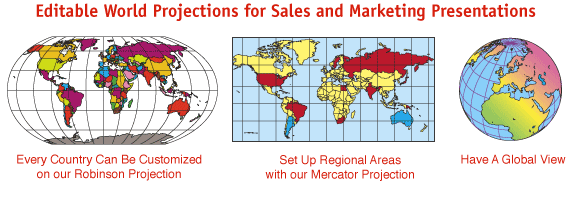 Editable World Projections for Sales and Marketing Presentations
Every Country Can Be Customized
on our Robinson Projection
Set Up Regional Areas
with our Mercator Projection
Have A Global View